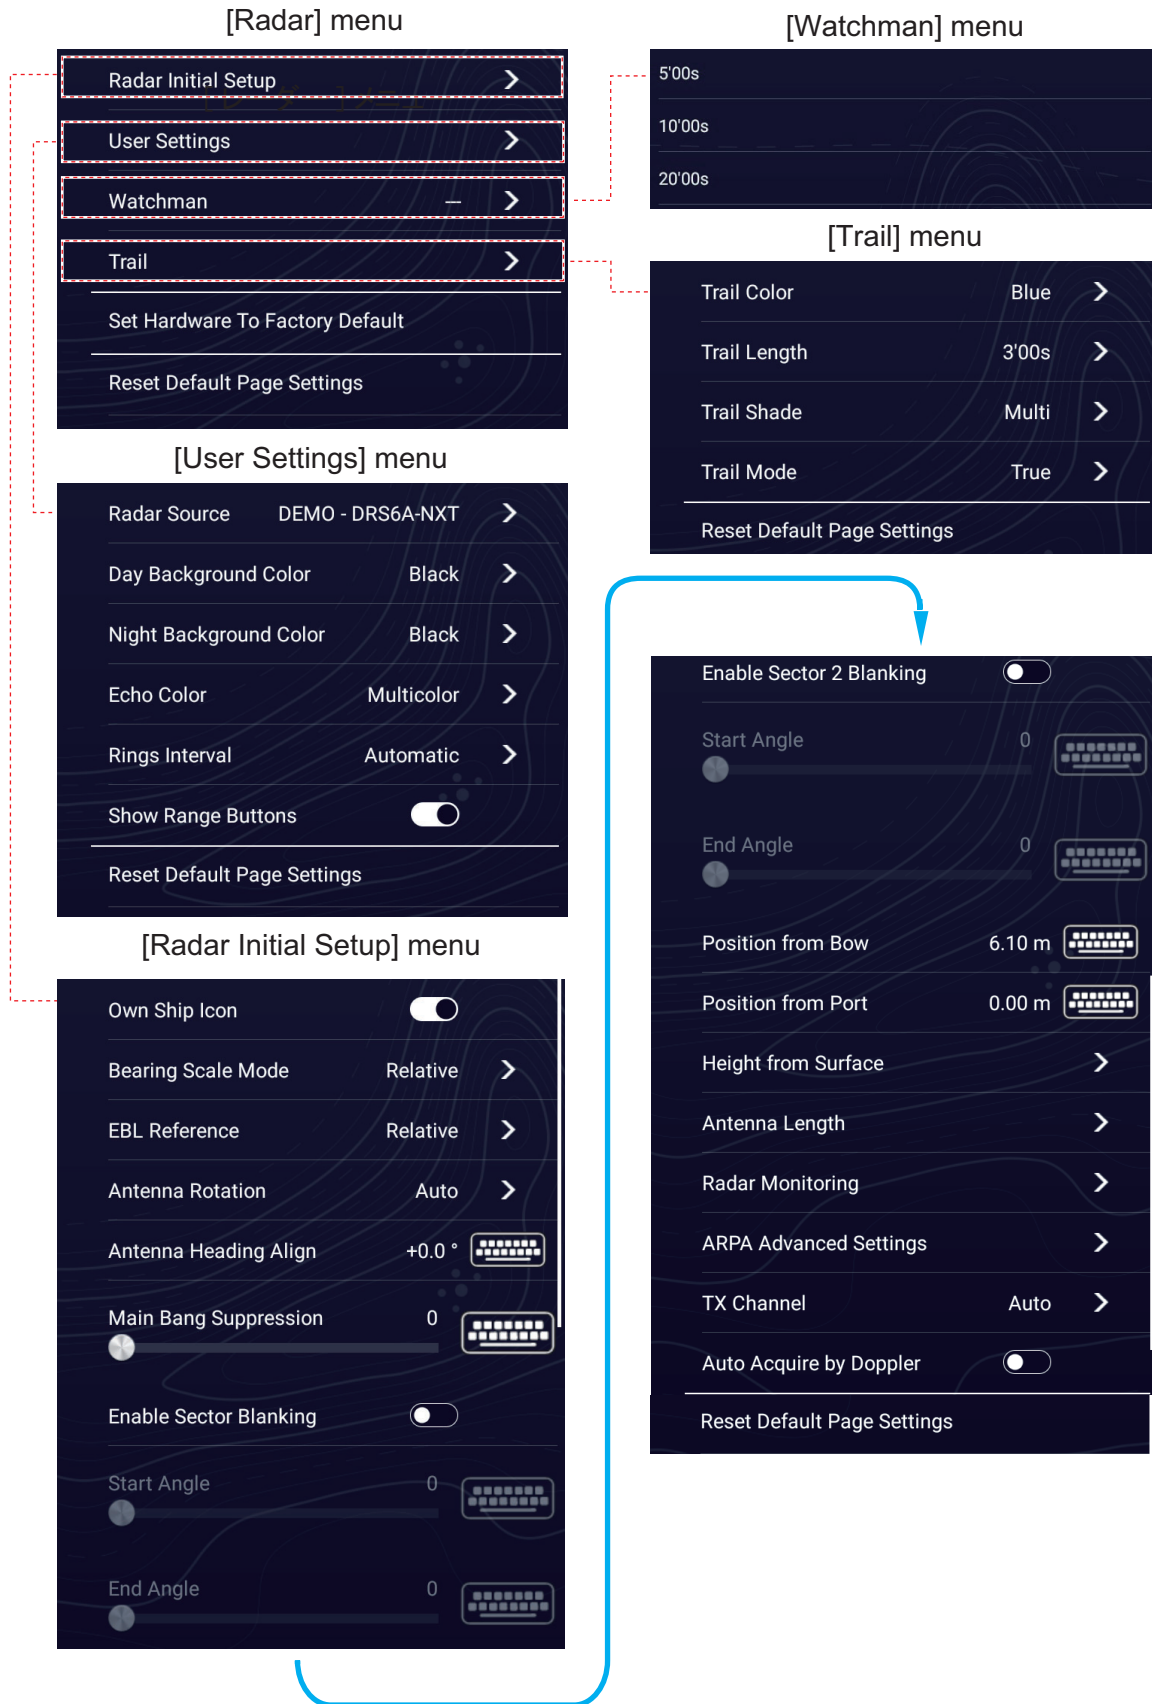 [Radar] menu
Radar Initial Setup
User Settings
Watchman ---
Trail
Set Hardware To Factory Default
Reset Default Page Settings
[User Settings] menu
Radar Source DEMO - DRS6A-NXT
Day Background Color Black
Night Background Color Black
Echo Color Multicolor
Rings Interval Automatic
Show Range Buttons
Reset Default Page Settings
[Radar Initial Setup] menu
Own Ship Icon
Bearing Scale Mode Relative
EBL Reference Relative
Antenna Rotation Auto
Antenna Heading Align +0.0 °
Main Bang Suppression 0
Enable Sector Blanking
Start Angle 0
End Angle 0
[Watchman] menu
5'00s
10'00s
20'00s
[Trail] menu
Trail Color Blue
Trail Length 3'00s
Trail Shade Multi
Trail Mode True
Reset Default Page Settings
Enable Sector 2 Blanking
Start Angle 0
End Angle 0
Position from Bow 6.10 m
Position from Port 0.00 m
Height from Surface
Antenna Length
Radar Monitoring
ARPA Advanced Settings
TX Channel Auto
Auto Acquire by Doppler
Reset Default Page Settings